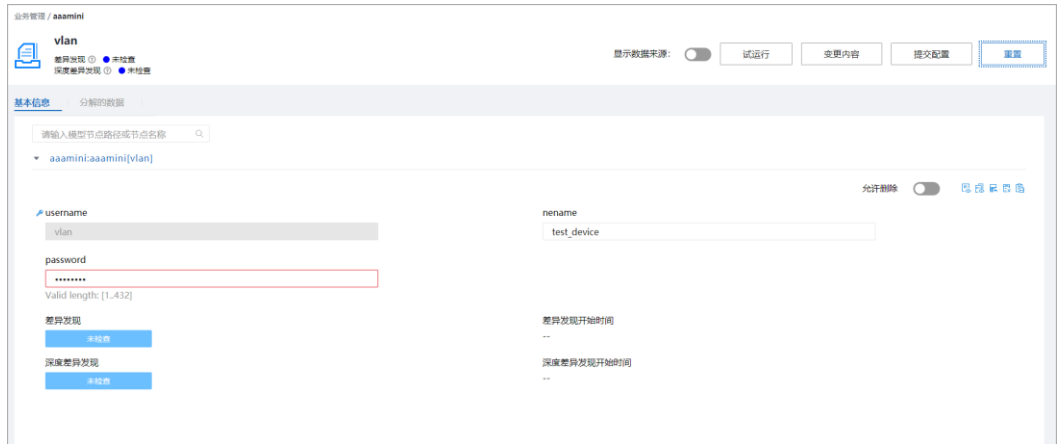 业务管理 / aaamini
vlan
差异发现 未检查
深度差异发现 未检查
显示数据来源: 试运行 变更内容 提交配置 重置
基本信息 分解的数据
请输入模型节点路径或节点名称
aaamini:aaamini[vlan]
允许删除
username nename
vlan test_device
password
••••••••
Valid length: [1..432]
差异发现 差异发现开始时间
未检查 --
深度差异发现 深度差异发现开始时间
未检查 --